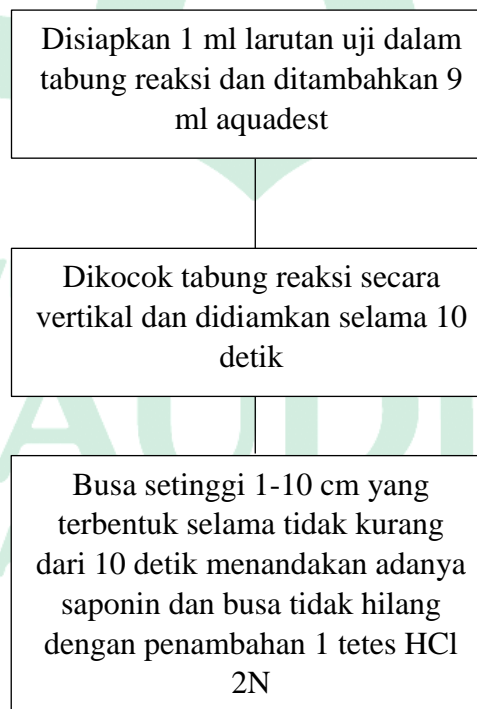 Disiapkan 1 ml larutan uji dalam
tabung reaksi dan ditambahkan 9
ml aquadest
Dikocok tabung reaksi secara
vertikal dan didiamkan selama 10
detik
Busa setinggi 1-10 cm yang
terbentuk selama tidak kurang
dari 10 detik menandakan adanya
saponin dan busa tidak hilang
dengan penambahan 1 tetes HCl
2N